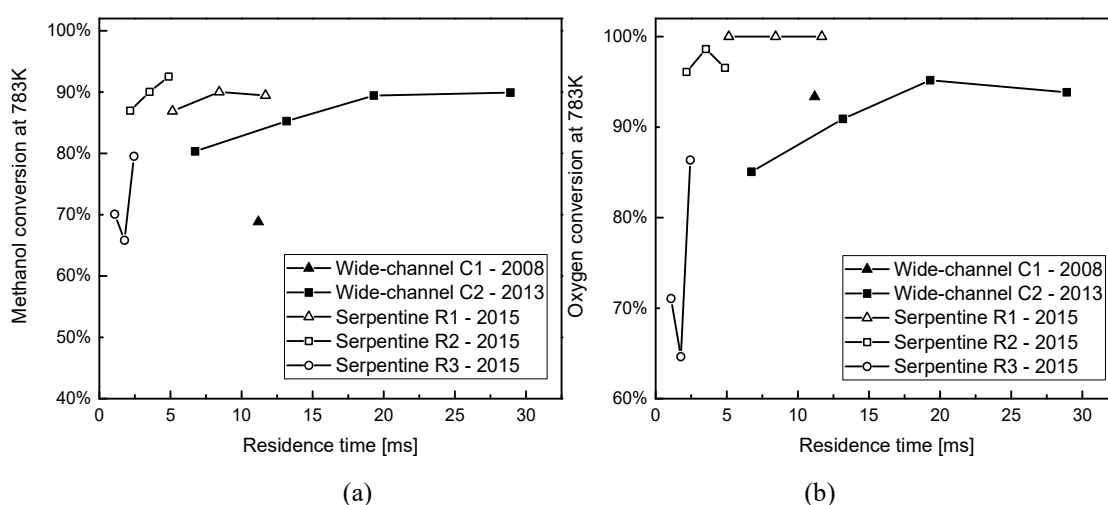 Methanol conversion at 783K
100%
90%
80%
70%
60%
50%
40%
0 5 10 15 20 25 30
Residence time [ms]
Wide-channel C1 - 2008
Wide-channel C2 - 2013
Serpentine R1 - 2015
Serpentine R2 - 2015
Serpentine R3 - 2015
(a)
Oxygen conversion at 783K
100%
90%
80%
70%
60%
0 5 10 15 20 25 30
Residence time [ms]
Wide-channel C1 - 2008
Wide-channel C2 - 2013
Serpentine R1 - 2015
Serpentine R2 - 2015
Serpentine R3 - 2015
(b)